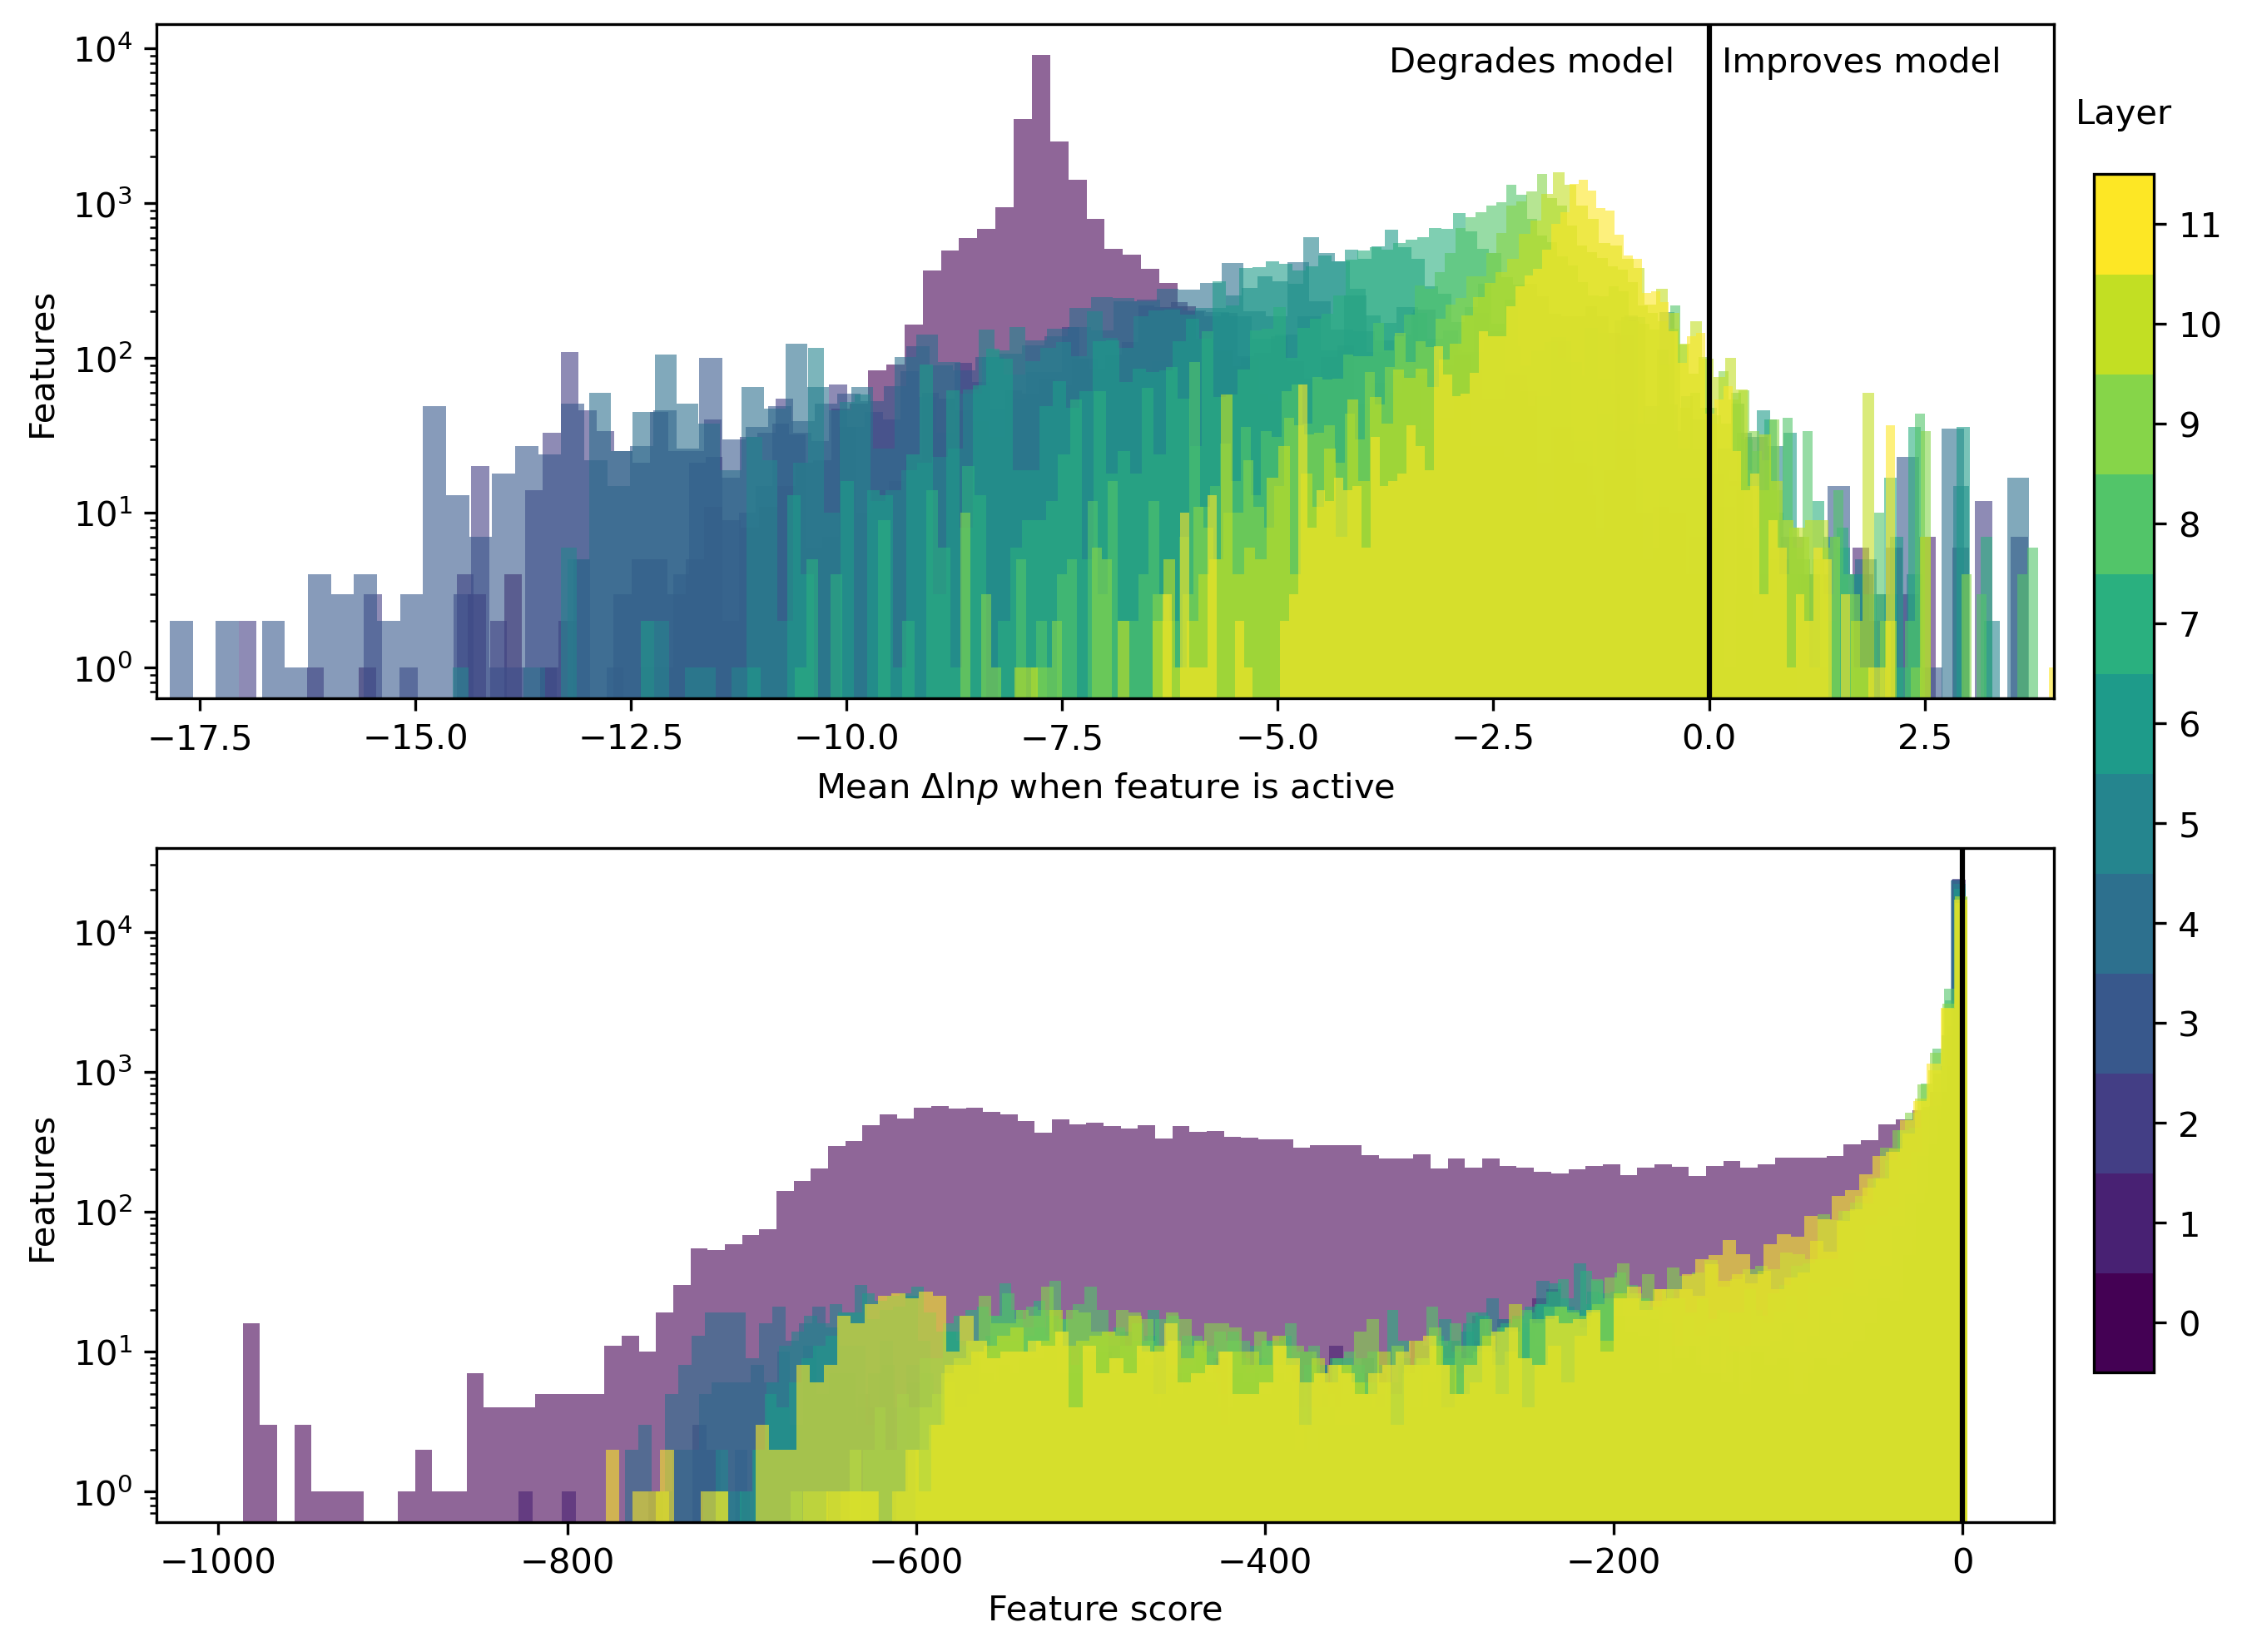 Degrades model Improves model
10⁴
10³
10²
10¹
10⁰
Features
−17.5 −15.0 −12.5 −10.0 −7.5 −5.0 −2.5 0.0 2.5
Mean Δlnp when feature is active
Layer
11
10
9
8
7
6
5
4
3
2
1
0
10⁴
10³
10²
10¹
10⁰
Features
−1000 −800 −600 −400 −200 0
Feature score